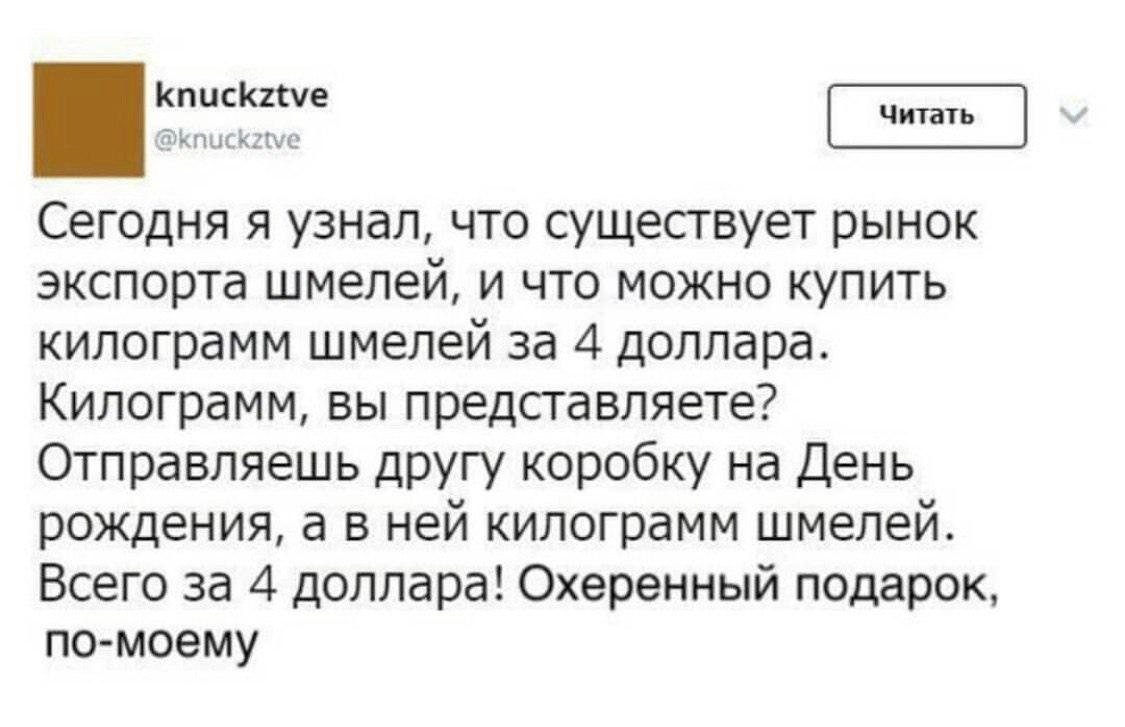 knuckztve
@knuckztve
Читать
Сегодня я узнал, что существует рынок
экспорта шмелей, и что можно купить
килограмм шмелей за 4 доллара.
Килограмм, вы представляете?
Отправляешь другу коробку на День
рождения, а в ней килограмм шмелей.
Всего за 4 доллара! Охеренный подарок,
по-моему